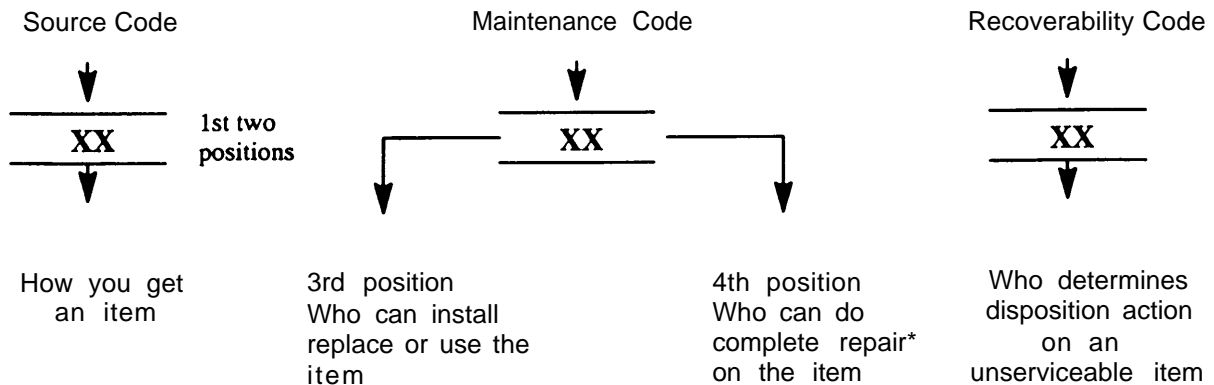 Source Code
Maintenance Code
Recoverability Code
XX
1st two
positions
XX
XX
How you get
an item
3rd position
Who can install
replace or use the
item
4th position
Who can do
complete repair*
on the item
Who determines
disposition action
on an
unserviceable item